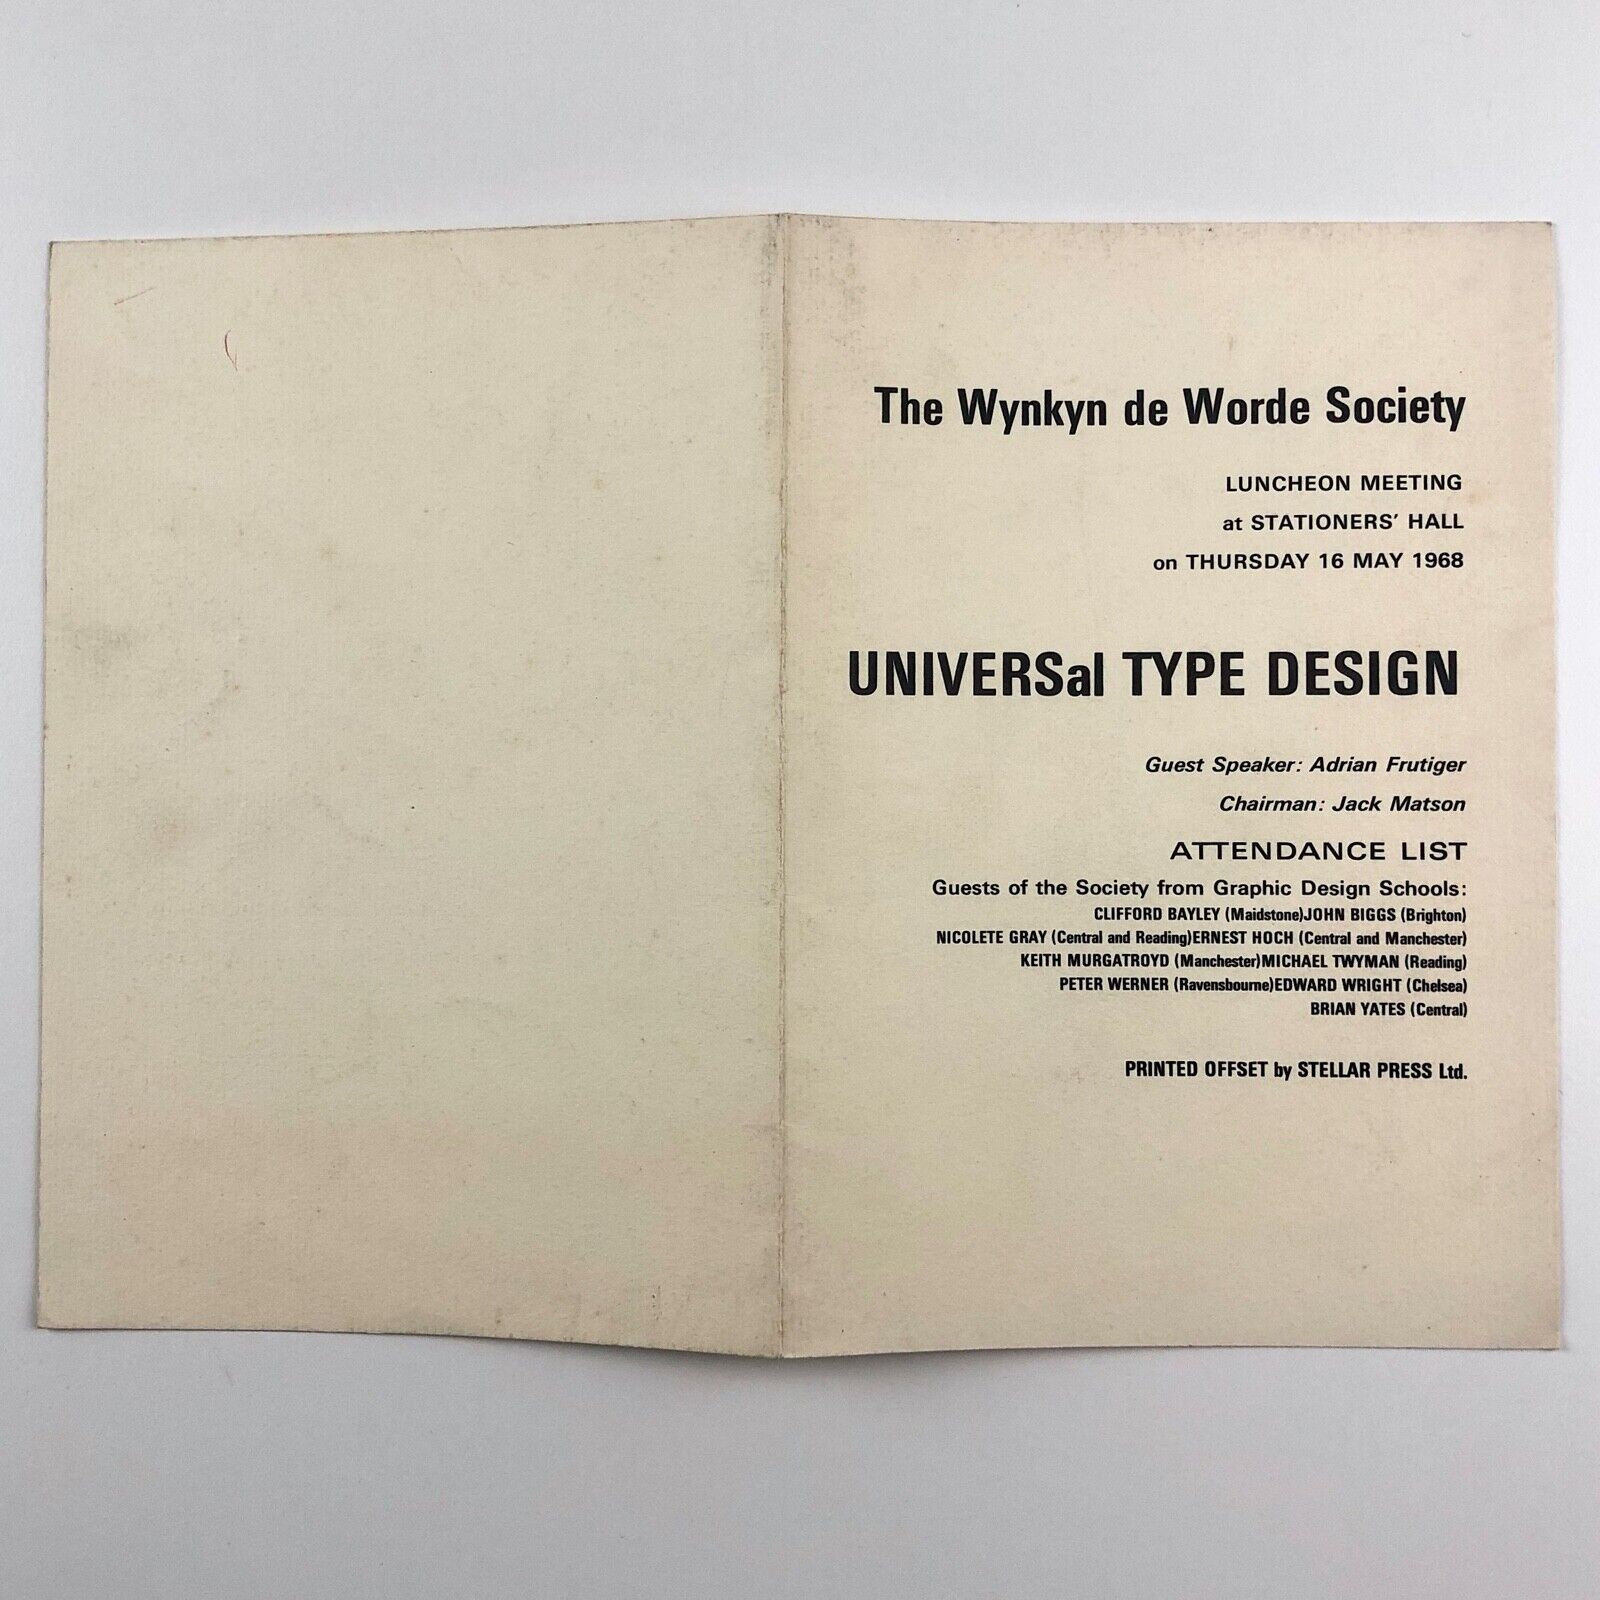 The Wynkyn de Worde Society
LUNCHEON MEETING
at STATIONERS' HALL
on THURSDAY 16 MAY 1968
UNIVERSal TYPE DESIGN
Guest Speaker: Adrian Frutiger
Chairman: Jack Matson
ATTENDANCE LIST
Guests of the Society from Graphic Design Schools:
CLIFFORD BAYLEY (Maidstone)JOHN BIGGS (Brighton)
NICOLETE GRAY (Central and Reading)ERNEST HOCH (Central and Manchester)
KEITH MURGATROYD (Manchester)MICHAEL TWYMAN (Reading)
PETER WERNER (Ravensbourne)EDWARD WRIGHT (Chelsea)
BRIAN YATES (Central)
PRINTED OFFSET by STELLAR PRESS Ltd.